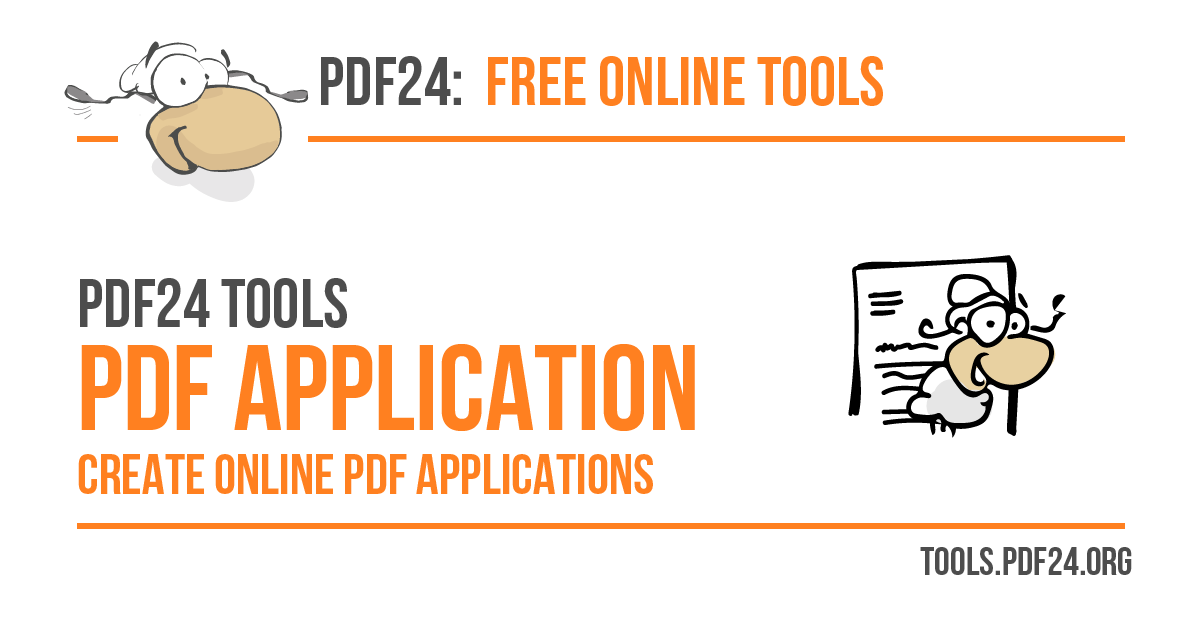 PDF24: FREE ONLINE TOOLS
PDF24 TOOLS
PDF APPLICATION
CREATE ONLINE PDF APPLICATIONS
TOOLS.PDF24.ORG